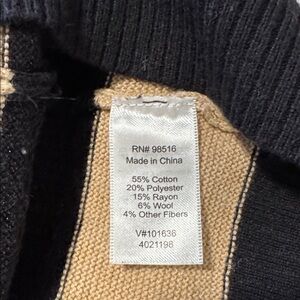 RN# 98516
Made in China
55% Cotton
20% Polyester
15% Rayon
6% Wool
4% Other Fibers
V#101636
4021198